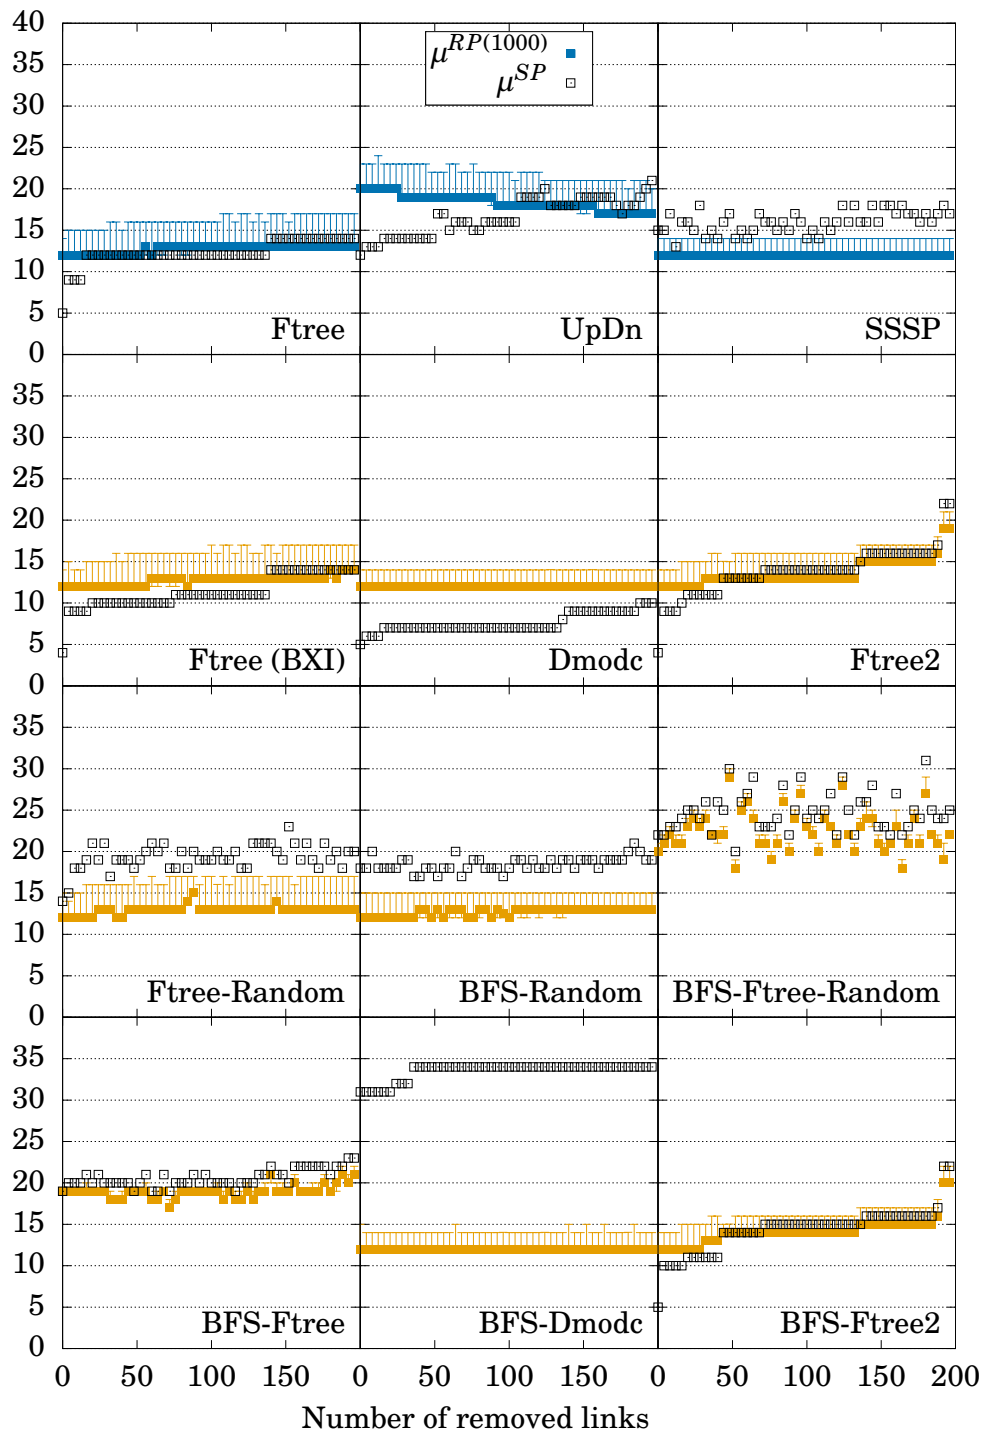 40
35
30
25
20
15
10
5
0
μ^RP(1000)
μ^SP
Ftree
UpDn
SSSP
35
30
25
20
15
10
5
0
Ftree (BXI)
Dmodc
Ftree2
35
30
25
20
15
10
5
0
Ftree-Random
BFS-Random
BFS-Ftree-Random
35
30
25
20
15
10
5
0
BFS-Ftree
BFS-Dmodc
BFS-Ftree2
0 50 100 150 0 50 100 150 0 50 100 150 200
Number of removed links